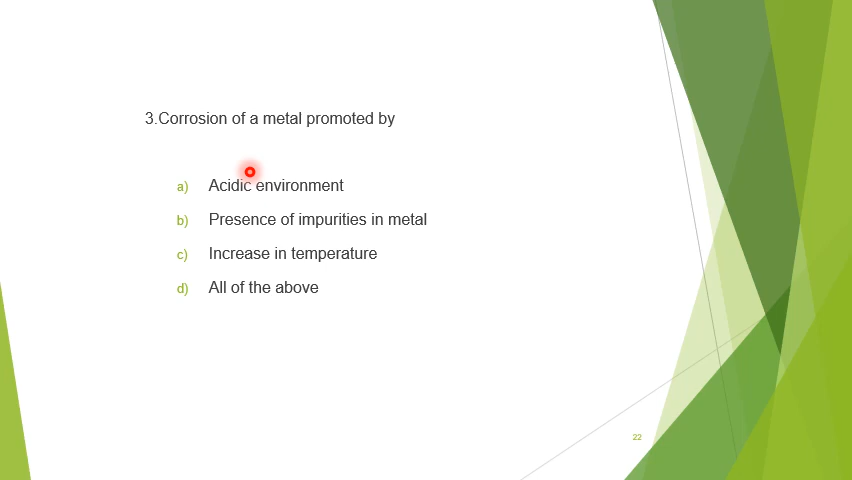 3.Corrosion of a metal promoted by
a) Acidic environment
b) Presence of impurities in metal
c) Increase in temperature
d) All of the above
22